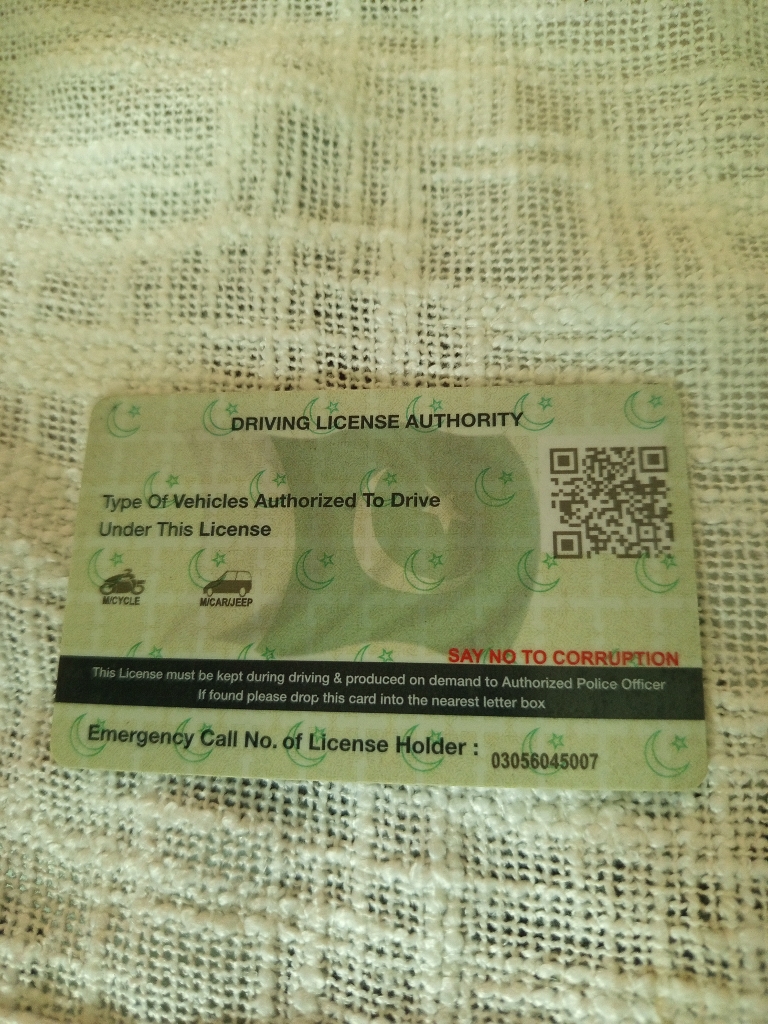 DRIVING LICENSE AUTHORITY
Type Of Vehicles Authorized To Drive
Under This License
M/CYCLE
M/CAR/JEEP
SAY NO TO CORRUPTION
This License must be kept during driving & produced on demand to Authorized Police Officer
If found please drop this card into the nearest letter box
Emergency Call No. of License Holder : 03056045007